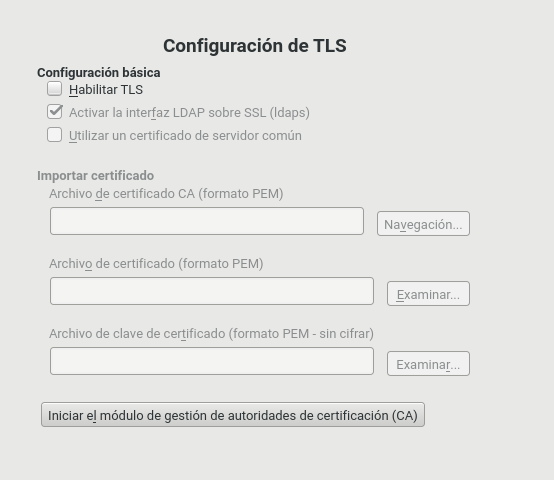 Configuración de TLS
Configuración básica
Habilitar TLS
Activar la interfaz LDAP sobre SSL (ldaps)
Utilizar un certificado de servidor común
Importar certificado
Archivo de certificado CA (formato PEM)
Navegación...
Archivo de certificado (formato PEM)
Examinar...
Archivo de clave de certificado (formato PEM - sin cifrar)
Examinar...
Iniciar el módulo de gestión de autoridades de certificación (CA)